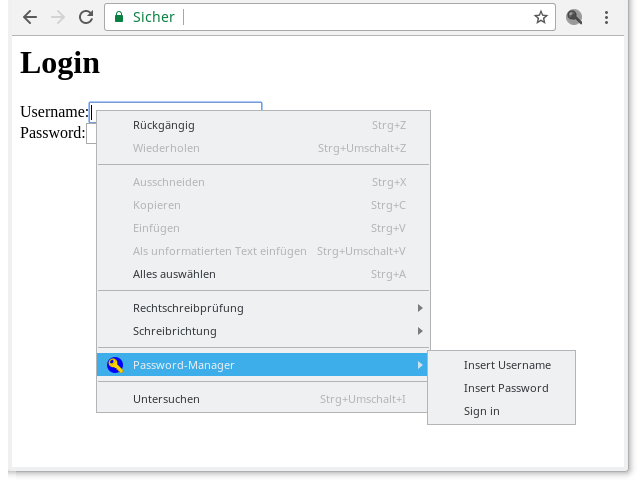 Sicher
Login
Username:
Password:
Rückgängig Strg+Z
Wiederholen Strg+Umschalt+Z
Ausschneiden Strg+X
Kopieren Strg+C
Einfügen Strg+V
Als unformatierten Text einfügen Strg+Umschalt+V
Alles auswählen Strg+A
Rechtschreibprüfung
Schreibrichtung
Password-Manager
Untersuchen Strg+Umschalt+I
Insert Username
Insert Password
Sign in